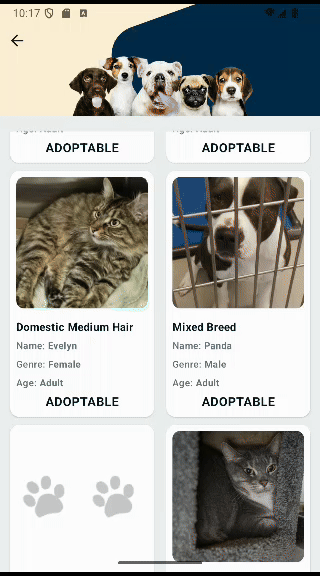 10:17
ADOPTABLE
ADOPTABLE
Domestic Medium Hair
Name: Evelyn
Genre: Female
Age: Adult
ADOPTABLE
Mixed Breed
Name: Panda
Genre: Male
Age: Adult
ADOPTABLE